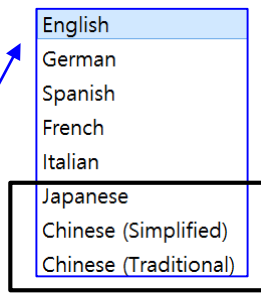 English
German
Spanish
French
Italian
Japanese
Chinese (Simplified)
Chinese (Traditional)